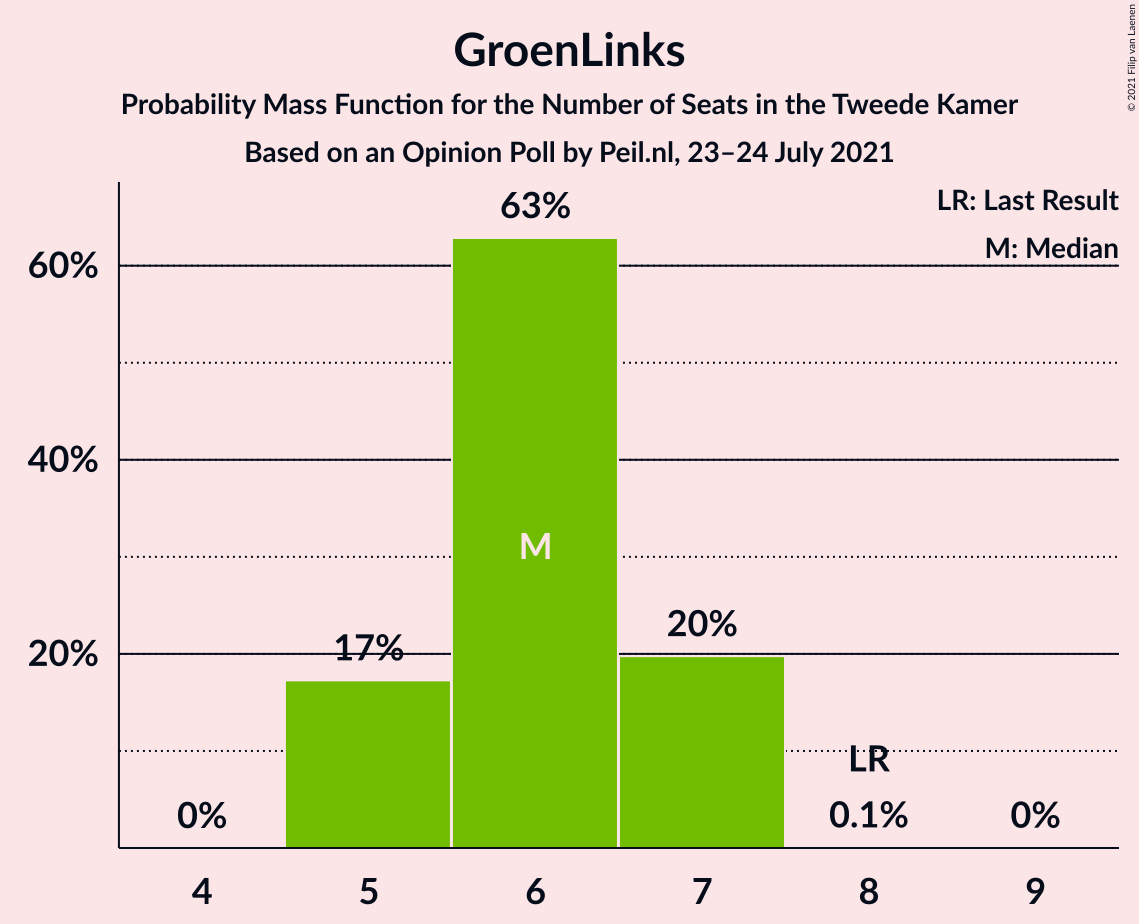 GroenLinks
Probability Mass Function for the Number of Seats in the Tweede Kamer
Based on an Opinion Poll by Peil.nl, 23–24 July 2021
© 2021 Filip van Laenen
LR: Last Result
M: Median
63%
60%
40%
M
20%
17%
20%
LR
0%
0.1%
0%
4 5 6 7 8 9